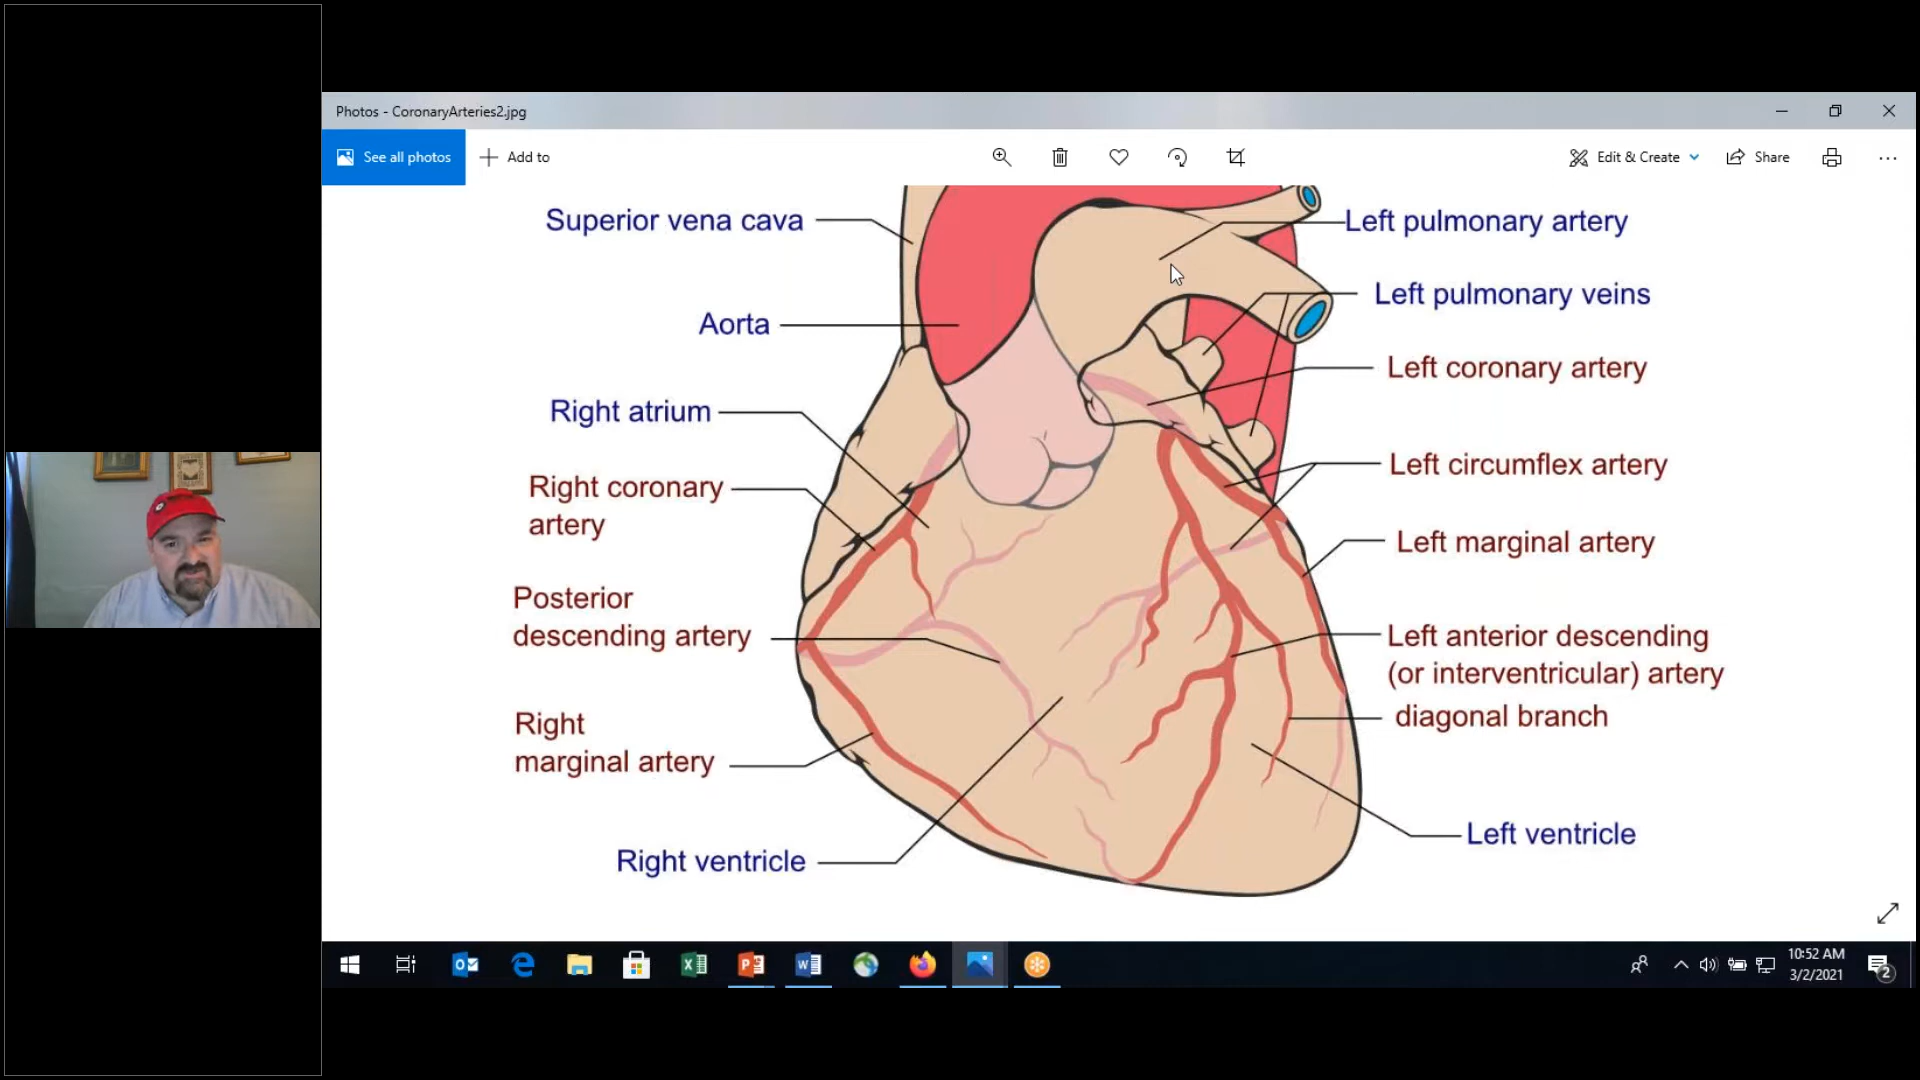 Photos - CoronaryArteries2.jpg
See all photos
Add to
Edit & Create
Share
Superior vena cava
Left pulmonary artery
Left pulmonary veins
Aorta
Left coronary artery
Right atrium
Left circumflex artery
Right coronary
artery
Left marginal artery
Posterior
descending artery
Left anterior descending
(or interventricular) artery
diagonal branch
Right
marginal artery
Left ventricle
Right ventricle
10:52 AM
3/2/2021
2